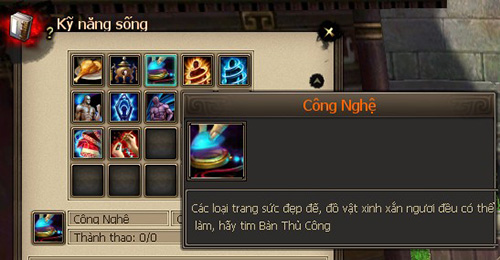 ?
Kỹ năng sống
Công Nghệ
Các loại trang sức đẹp đẽ, đồ vật xinh xắn ngươi đều có thể
làm, hãy tìm Bàn Thủ Công
Công Nghệ
Thành thạo: 0/0